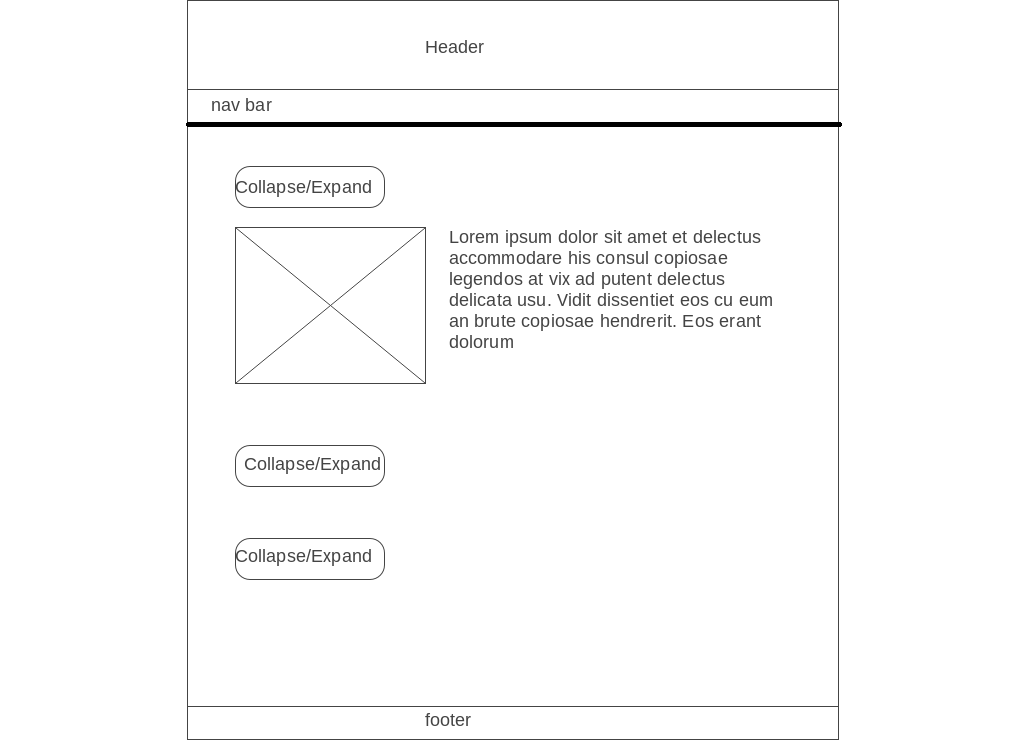 Header
nav bar
Collapse/Expand
Lorem ipsum dolor sit amet et delectus
accommodare his consul copiosae
legendos at vix ad putent delectus
delicata usu. Vidit dissentiet eos cu eum
an brute copiosae hendrerit. Eos erant
dolorum
Collapse/Expand
Collapse/Expand
footer